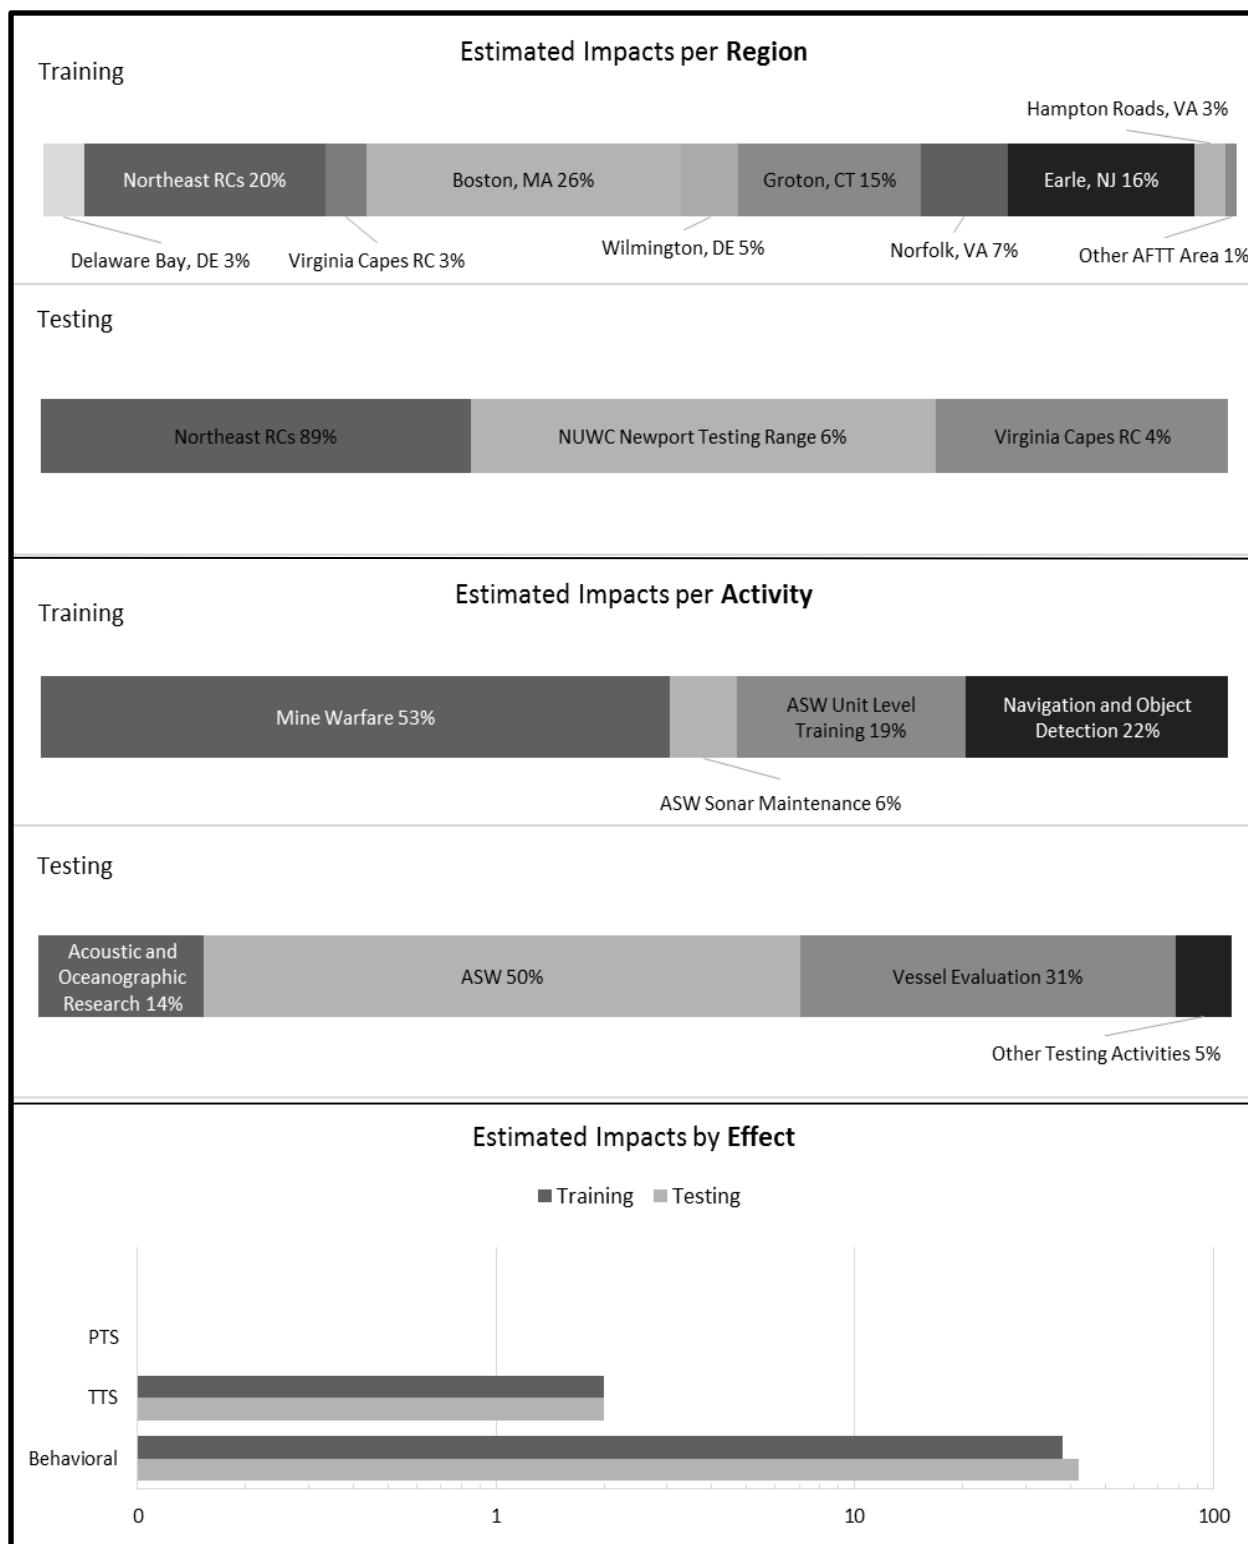 Estimated Impacts per Region
Training
Hampton Roads, VA 3%
Northeast RCs 20%
Boston, MA 26%
Groton, CT 15%
Earle, NJ 16%
Delaware Bay, DE 3%
Virginia Capes RC 3%
Wilmington, DE 5%
Norfolk, VA 7%
Other AFTT Area 1%
Testing
Northeast RCs 89%
NUWC Newport Testing Range 6%
Virginia Capes RC 4%
Estimated Impacts per Activity
Training
Mine Warfare 53%
ASW Unit Level
Training 19%
Navigation and Object
Detection 22%
ASW Sonar Maintenance 6%
Testing
Acoustic and
Oceanographic
Research 14%
ASW 50%
Vessel Evaluation 31%
Other Testing Activities 5%
Estimated Impacts by Effect
Training
Testing
PTS
TTS
Behavioral
0
1
10
100